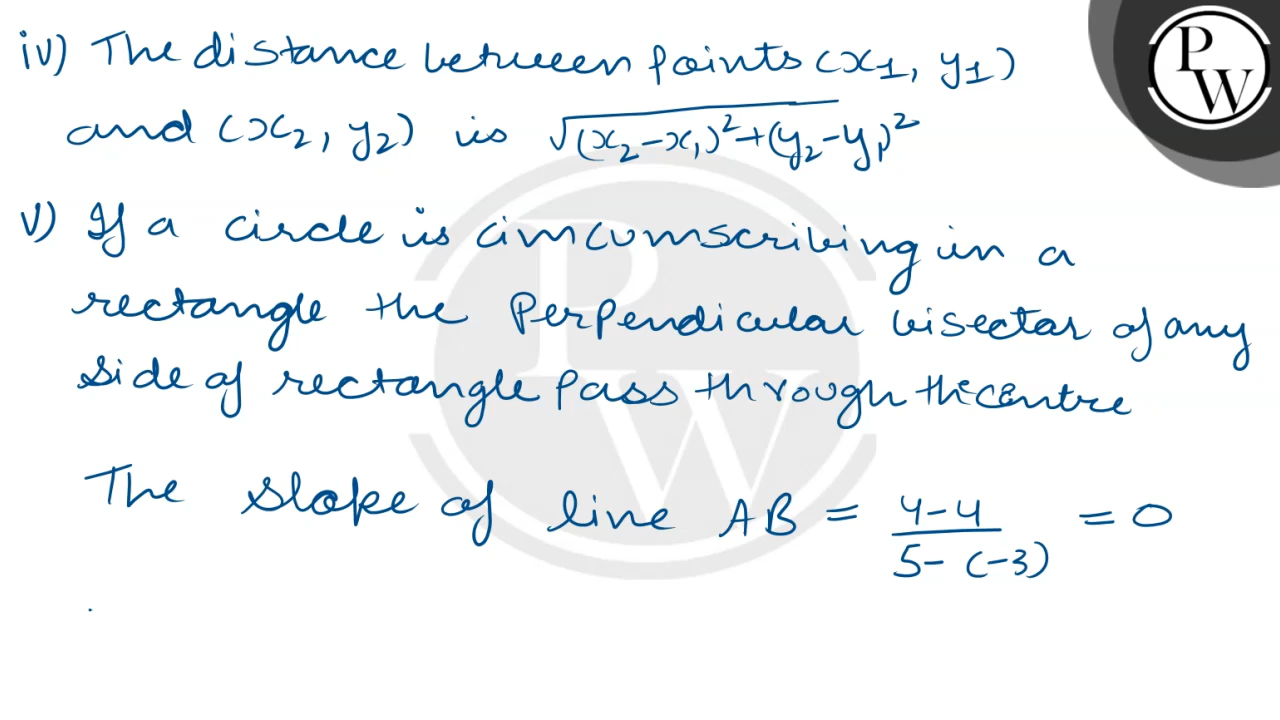 iv) The distance between points (x1, y1)
and (x2, y2) is √(x2-x1)²+(y2-y1)²
v) If a circle is circumscribing in a
rectangle the Perpendicular bisector of any
side of rectangle pass through the centre
The slope of line AB = 4-4 / 5-(-3) = 0
PW
PW